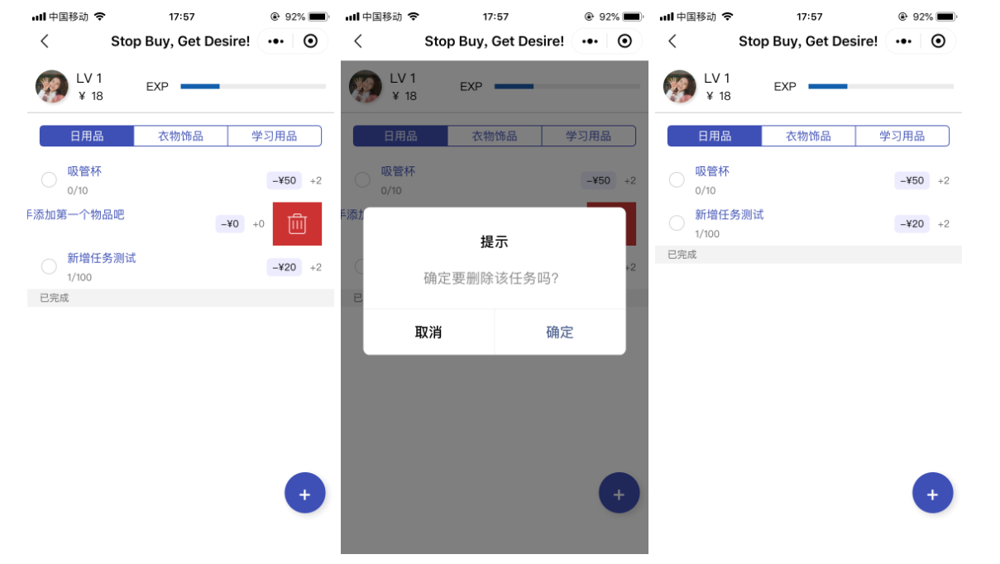 中国移动 17:57 92%
Stop Buy, Get Desire!
LV 1
¥ 18
EXP
日用品 衣物饰品 学习用品
吸管杯
0/10
−¥50 +2
手添加第一个物品吧
−¥0 +0
新增任务测试
1/100
−¥20 +2
已完成
+
中国移动 17:57 92%
Stop Buy, Get Desire!
LV 1
¥ 18
EXP
日用品 衣物饰品 学习用品
吸管杯
0/10
−¥50 +2
手添加
提示
确定要删除该任务吗?
+2
已
取消 确定
+
中国移动 17:57 92%
Stop Buy, Get Desire!
LV 1
¥ 18
EXP
日用品 衣物饰品 学习用品
吸管杯
0/10
−¥50 +2
新增任务测试
1/100
−¥20 +2
已完成
+